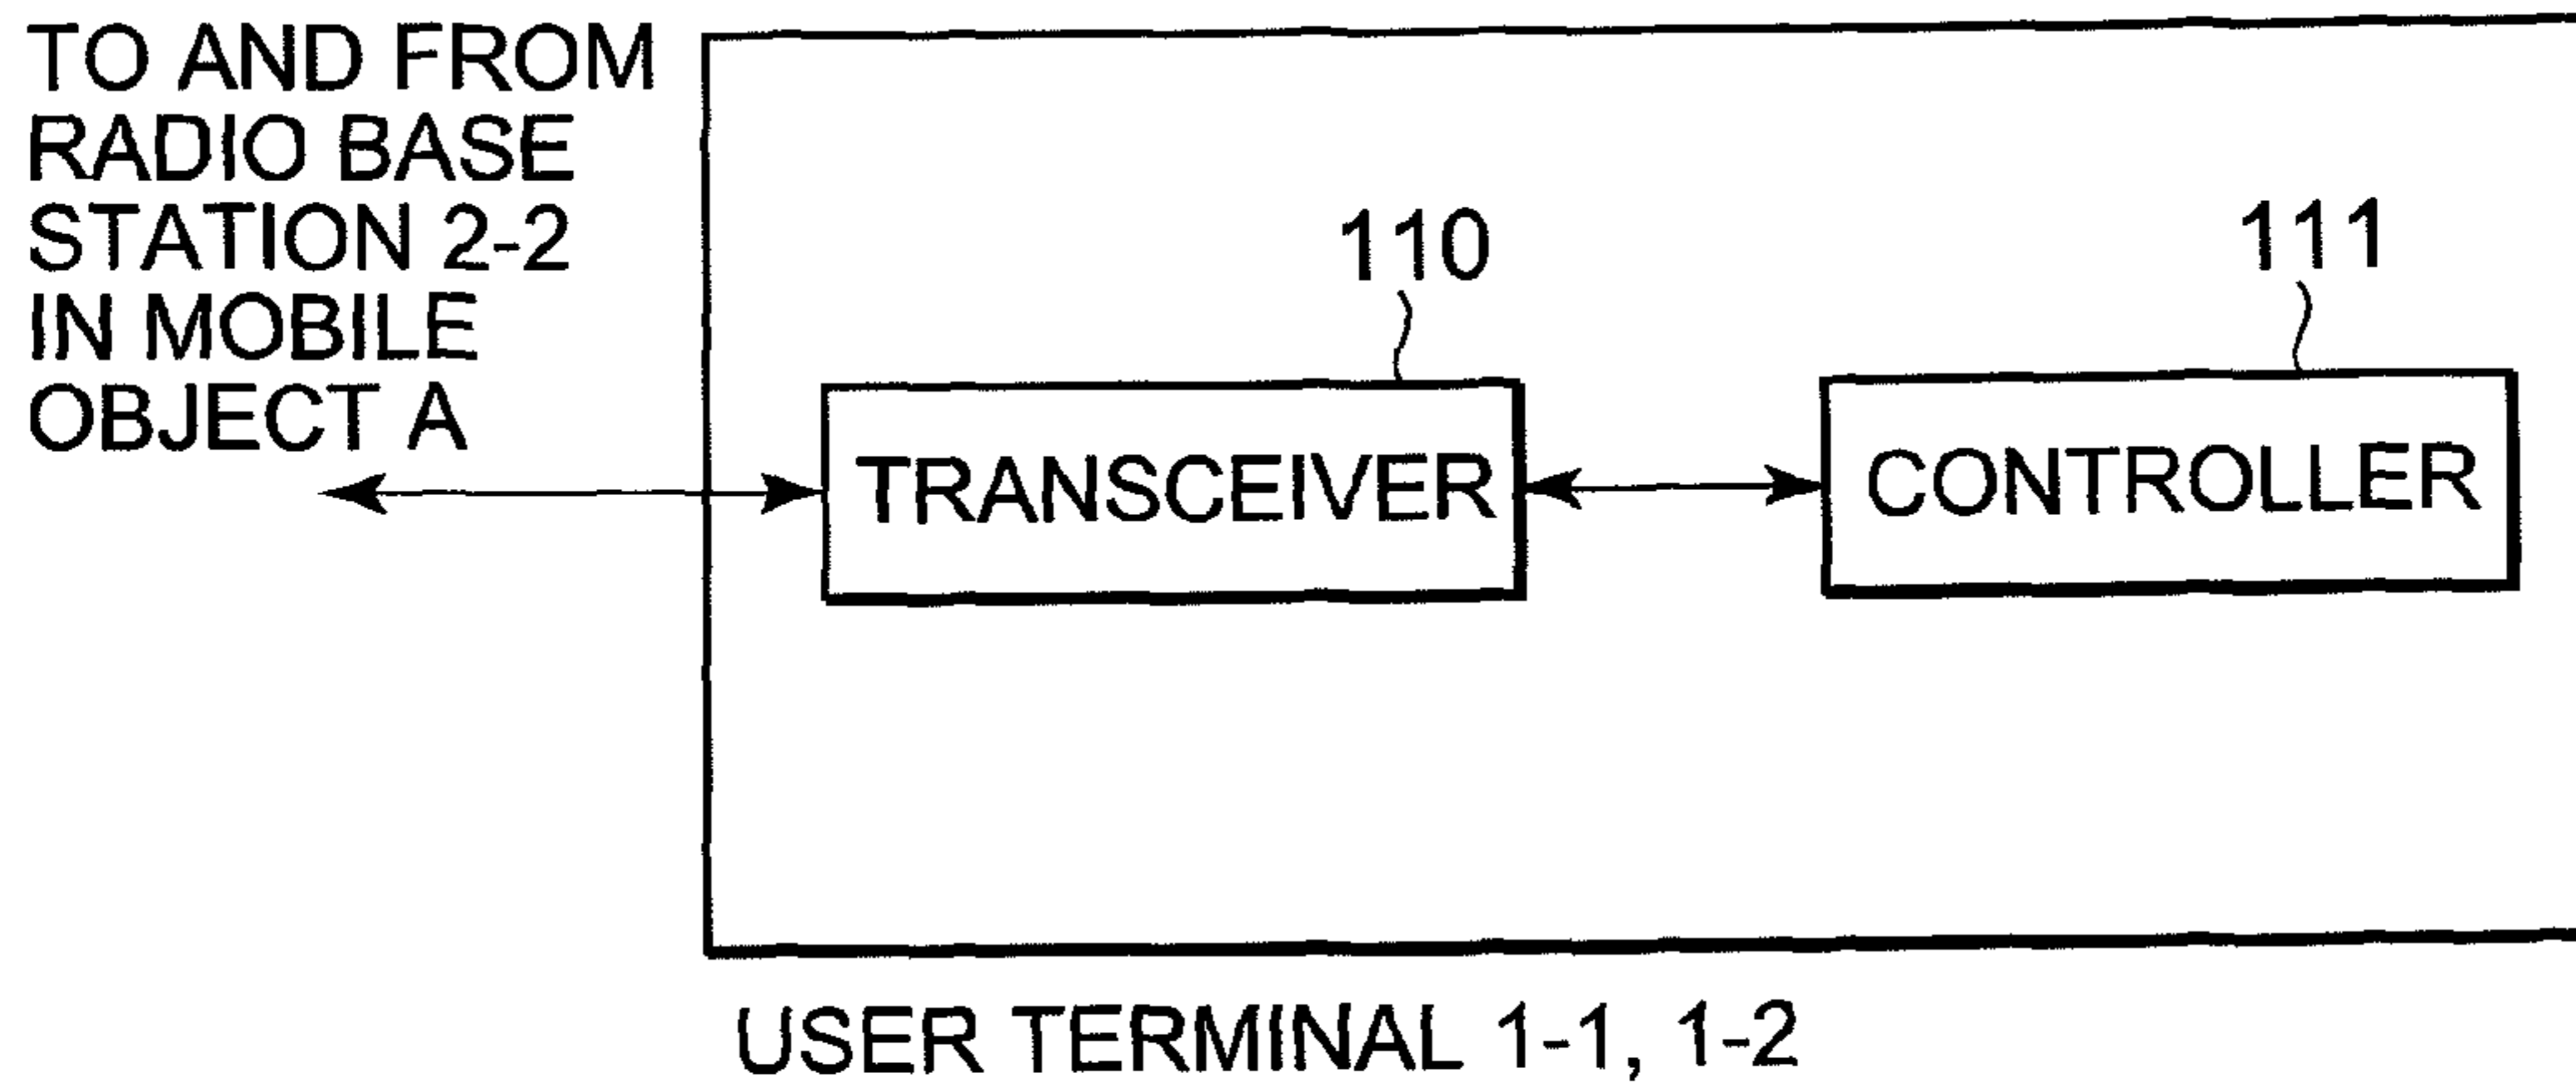 TO AND FROM
RADIO BASE
STATION 2-2
IN MOBILE
OBJECT A
110
111
TRANSCEIVER
CONTROLLER
USER TERMINAL 1-1, 1-2